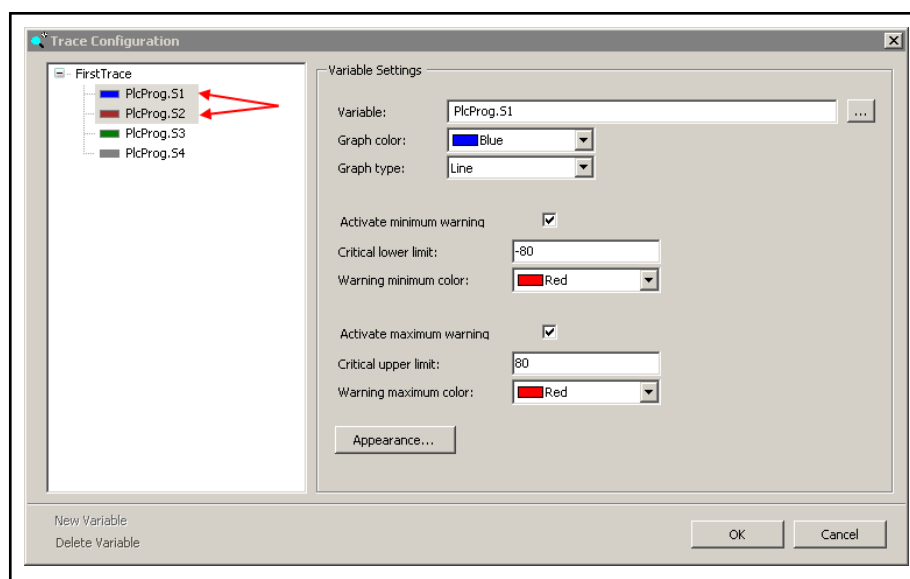 Trace Configuration
FirstTrace
PlcProg.S1
PlcProg.S2
PlcProg.S3
PlcProg.S4
Variable Settings
Variable: PlcProg.S1 ...
Graph color: Blue
Graph type: Line
Activate minimum warning
Critical lower limit: -80
Warning minimum color: Red
Activate maximum warning
Critical upper limit: 80
Warning maximum color: Red
Appearance...
New Variable
Delete Variable
OK Cancel